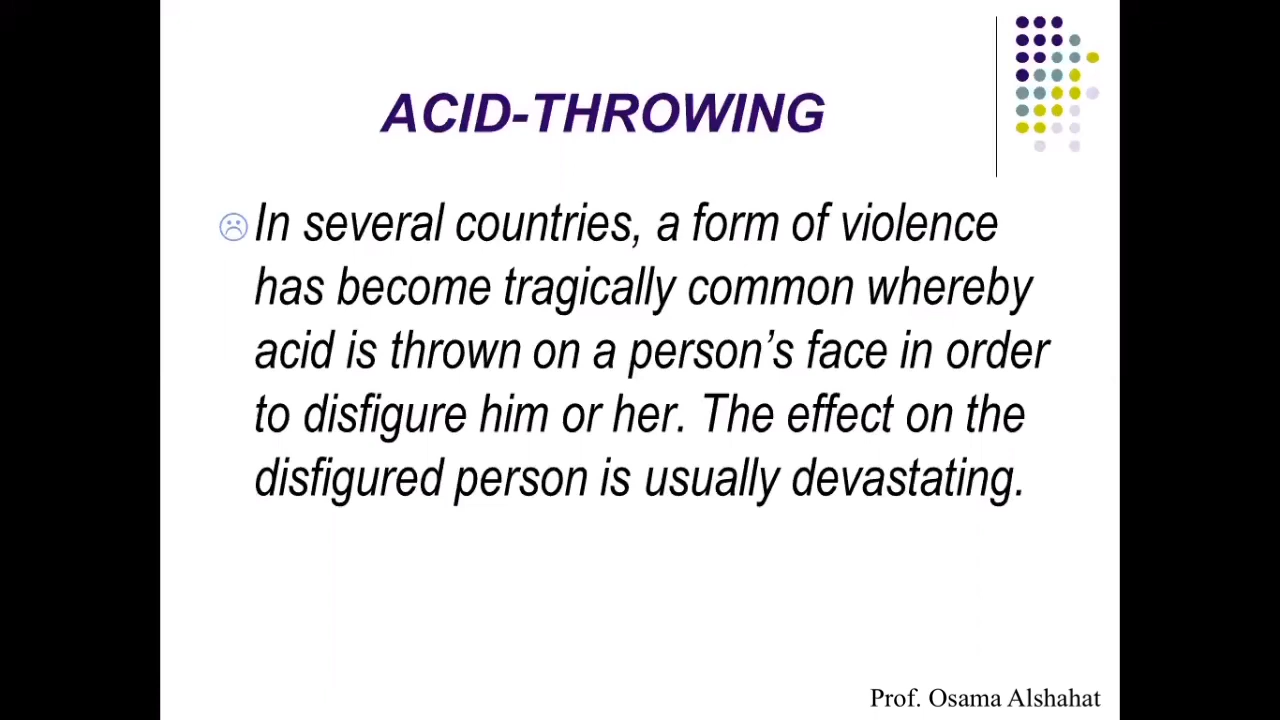 ACID-THROWING
In several countries, a form of violence
has become tragically common whereby
acid is thrown on a person’s face in order
to disfigure him or her. The effect on the
disfigured person is usually devastating.
Prof. Osama Alshahat